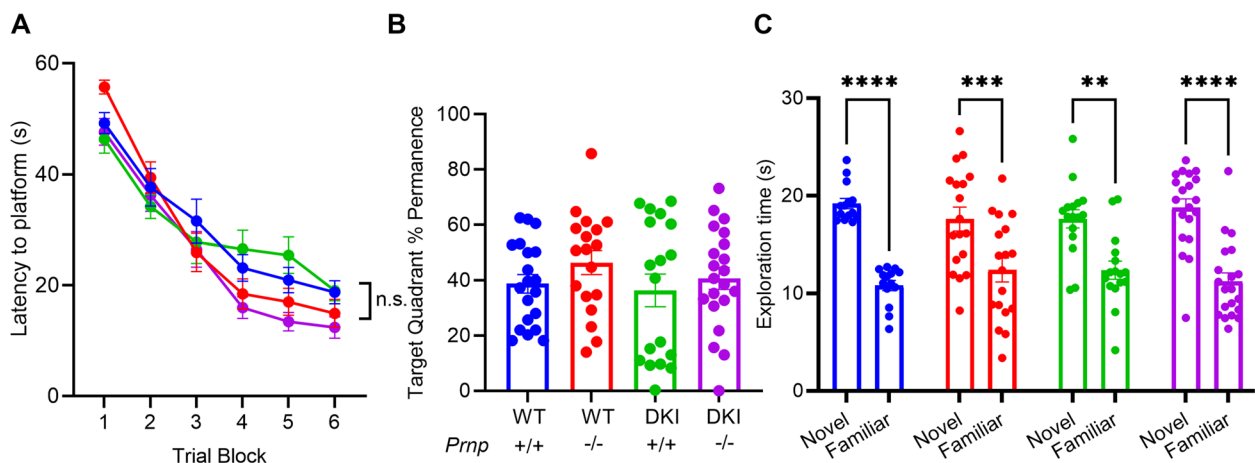 A
Latency to platform (s)
60
40
20
0
1 2 3 4 5 6
Trial Block
n.s.
B
Target Quadrant % Permanence
100
80
60
40
20
0
WT WT DKI DKI
Prnp +/+ -/- +/+ -/-
C
Exploration time (s)
30
20
10
0
**** *** ** ****
Novel Familiar Novel Familiar Novel Familiar Novel Familiar